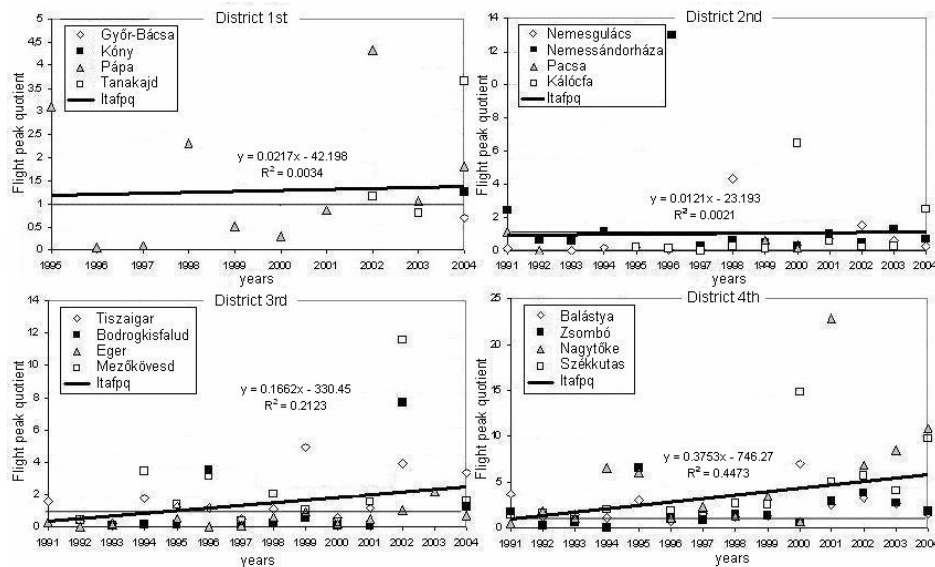 District 1st
Flight peak quotient
5
4,5
4
3,5
3
2,5
2
1,5
1
0,5
0
Győr-Bácsa
Kóny
Pápa
Tanakajd
ltafpq
y = 0.0217x - 42.198
R² = 0.0034
1995 1996 1997 1998 1999 2000 2001 2002 2003 2004
years
District 2nd
Flight peak quotient
14
12
8
6
4
2
0
Nemesgulács
Nemessándorháza
Pacsa
Kálócfa
ltafpq
y = 0.0121x - 23.193
R² = 0.0021
1991 1992 1993 1994 1995 1996 1997 1998 1999 2000 2001 2002 2003 2004
years
District 3rd
Flight peak quotient
14
12
10
8
6
4
2
0
Tiszaigar
Bodrogkisfalud
Eger
Mezőkövesd
ltafpq
y = 0.1662x - 330.45
R² = 0.2123
1991 1992 1993 1994 1995 1996 1997 1998 1999 2000 2001 2002 2003 2004
years
District 4th
Flight peak quotient
25
20
15
10
5
0
Balástya
Zsombó
Nagytőke
Székkutas
ltafpq
y = 0.3753x - 746.27
R² = 0.4473
1991 1992 1993 1994 1995 1996 1997 1998 1999 2000 2001 2002 2003 2004
years